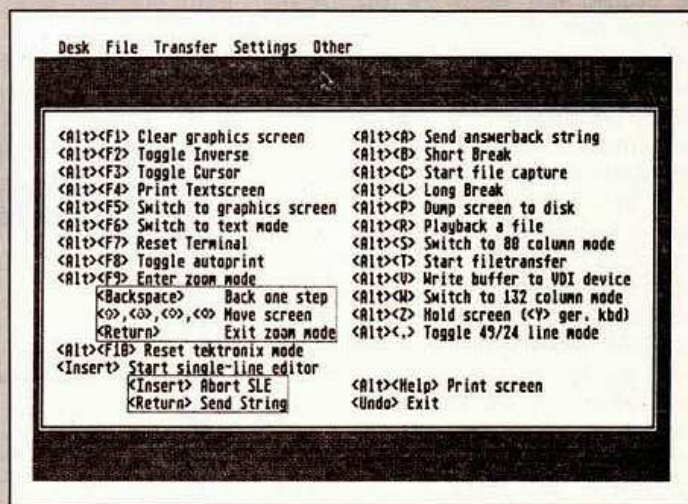 Desk File Transfer Settings Other
<Alt><F1> Clear graphics screen
<Alt><F2> Toggle Inverse
<Alt><F3> Toggle Cursor
<Alt><F4> Print Textscreen
<Alt><F5> Switch to graphics screen
<Alt><F6> Switch to text mode
<Alt><F7> Reset Terminal
<Alt><F8> Toggle autoprint
<Alt><F9> Enter zoom mode
<Backspace> Back one step
<⇧>,<⇩>,<⇨>,<⇦> Move screen
<Return> Exit zoom mode
<Alt><F10> Reset tektronix mode
<Insert> Start single-line editor
<Insert> Abort SLE
<Return> Send String
<Alt><A> Send answerback string
<Alt><B> Short Break
<Alt><C> Start file capture
<Alt><L> Long Break
<Alt><P> Dump screen to disk
<Alt><R> Playback a file
<Alt><S> Switch to 80 column mode
<Alt><T> Start filetransfer
<Alt><V> Write buffer to VDI device
<Alt><W> Switch to 132 column mode
<Alt><Z> Hold screen (<Y> ger. kbd)
<Alt><.> Toggle 49/24 line mode
<Alt><Help> Print screen
<Undo> Exit